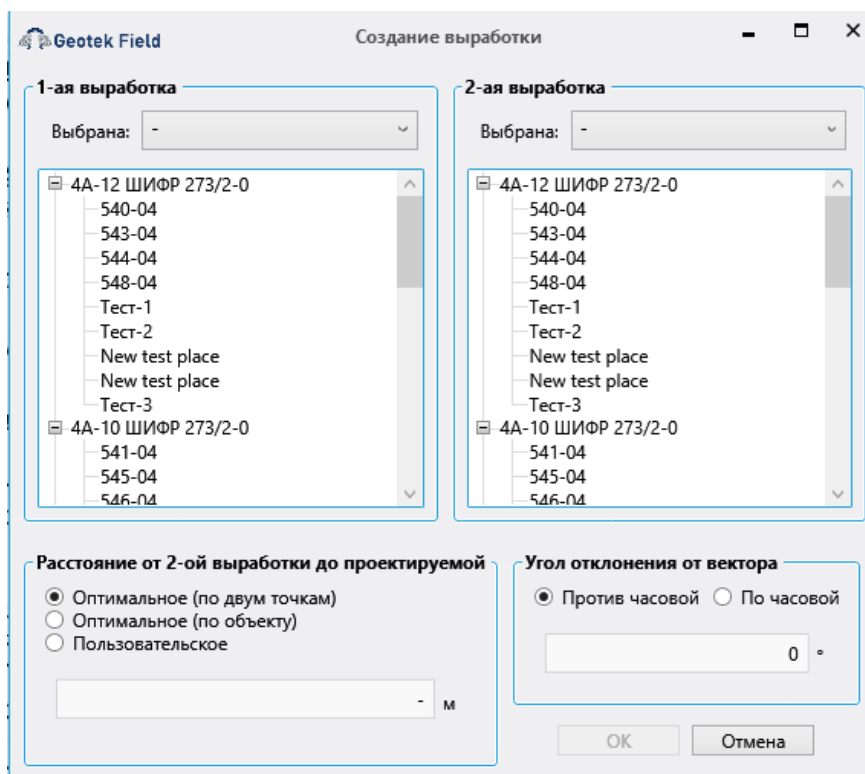 Geotek Field
Создание выработки
1-ая выработка
Выбрана: -
4А-12 ШИФР 273/2-0
540-04
543-04
544-04
548-04
Тест-1
Тест-2
New test place
New test place
Тест-3
4А-10 ШИФР 273/2-0
541-04
545-04
546-04
2-ая выработка
Выбрана: -
4А-12 ШИФР 273/2-0
540-04
543-04
544-04
548-04
Тест-1
Тест-2
New test place
New test place
Тест-3
4А-10 ШИФР 273/2-0
541-04
545-04
546-04
Расстояние от 2-ой выработки до проектируемой
Оптимальное (по двум точкам)
Оптимальное (по объекту)
Пользовательское
- м
Угол отклонения от вектора
Против часовой По часовой
0 °
OK Отмена